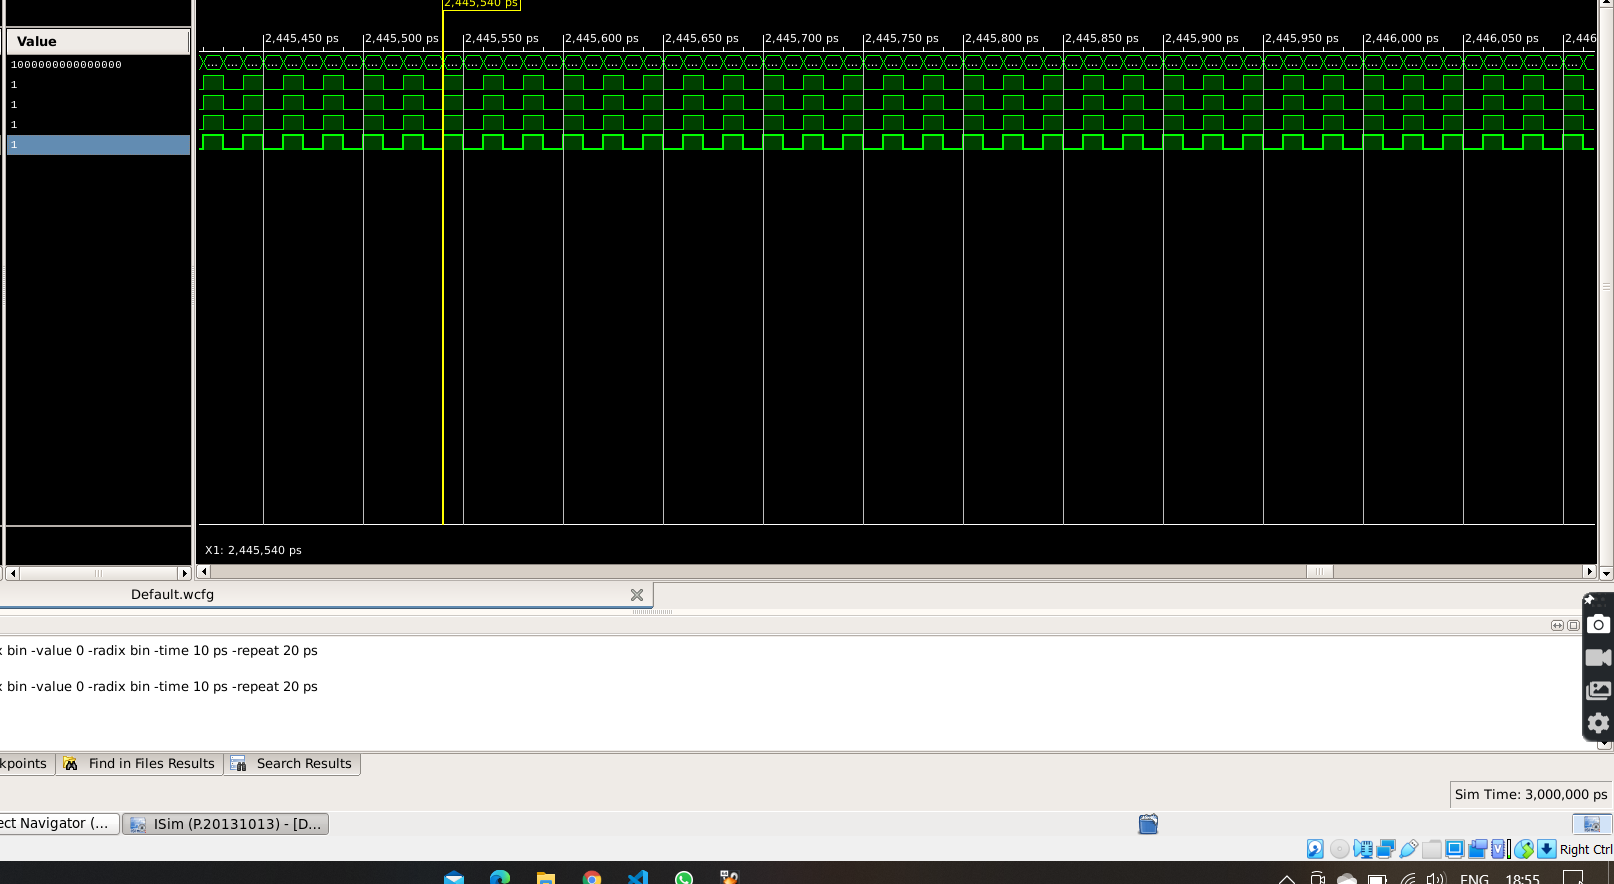 2,445,540 ps
Value
2,445,450 ps 2,445,500 ps 2,445,550 ps 2,445,600 ps 2,445,650 ps 2,445,700 ps 2,445,750 ps 2,445,800 ps 2,445,850 ps 2,445,900 ps 2,445,950 ps 2,446,000 ps 2,446,050 ps 2,446
1000000000000000
1
1
1
1
X1: 2,445,540 ps
Default.wcfg
x bin -value 0 -radix bin -time 10 ps -repeat 20 ps
x bin -value 0 -radix bin -time 10 ps -repeat 20 ps
kpoints Find in Files Results Search Results
Sim Time: 3,000,000 ps
ect Navigator (... ISim (P.20131013) - [D...
Right Ctrl
ENG 18:55